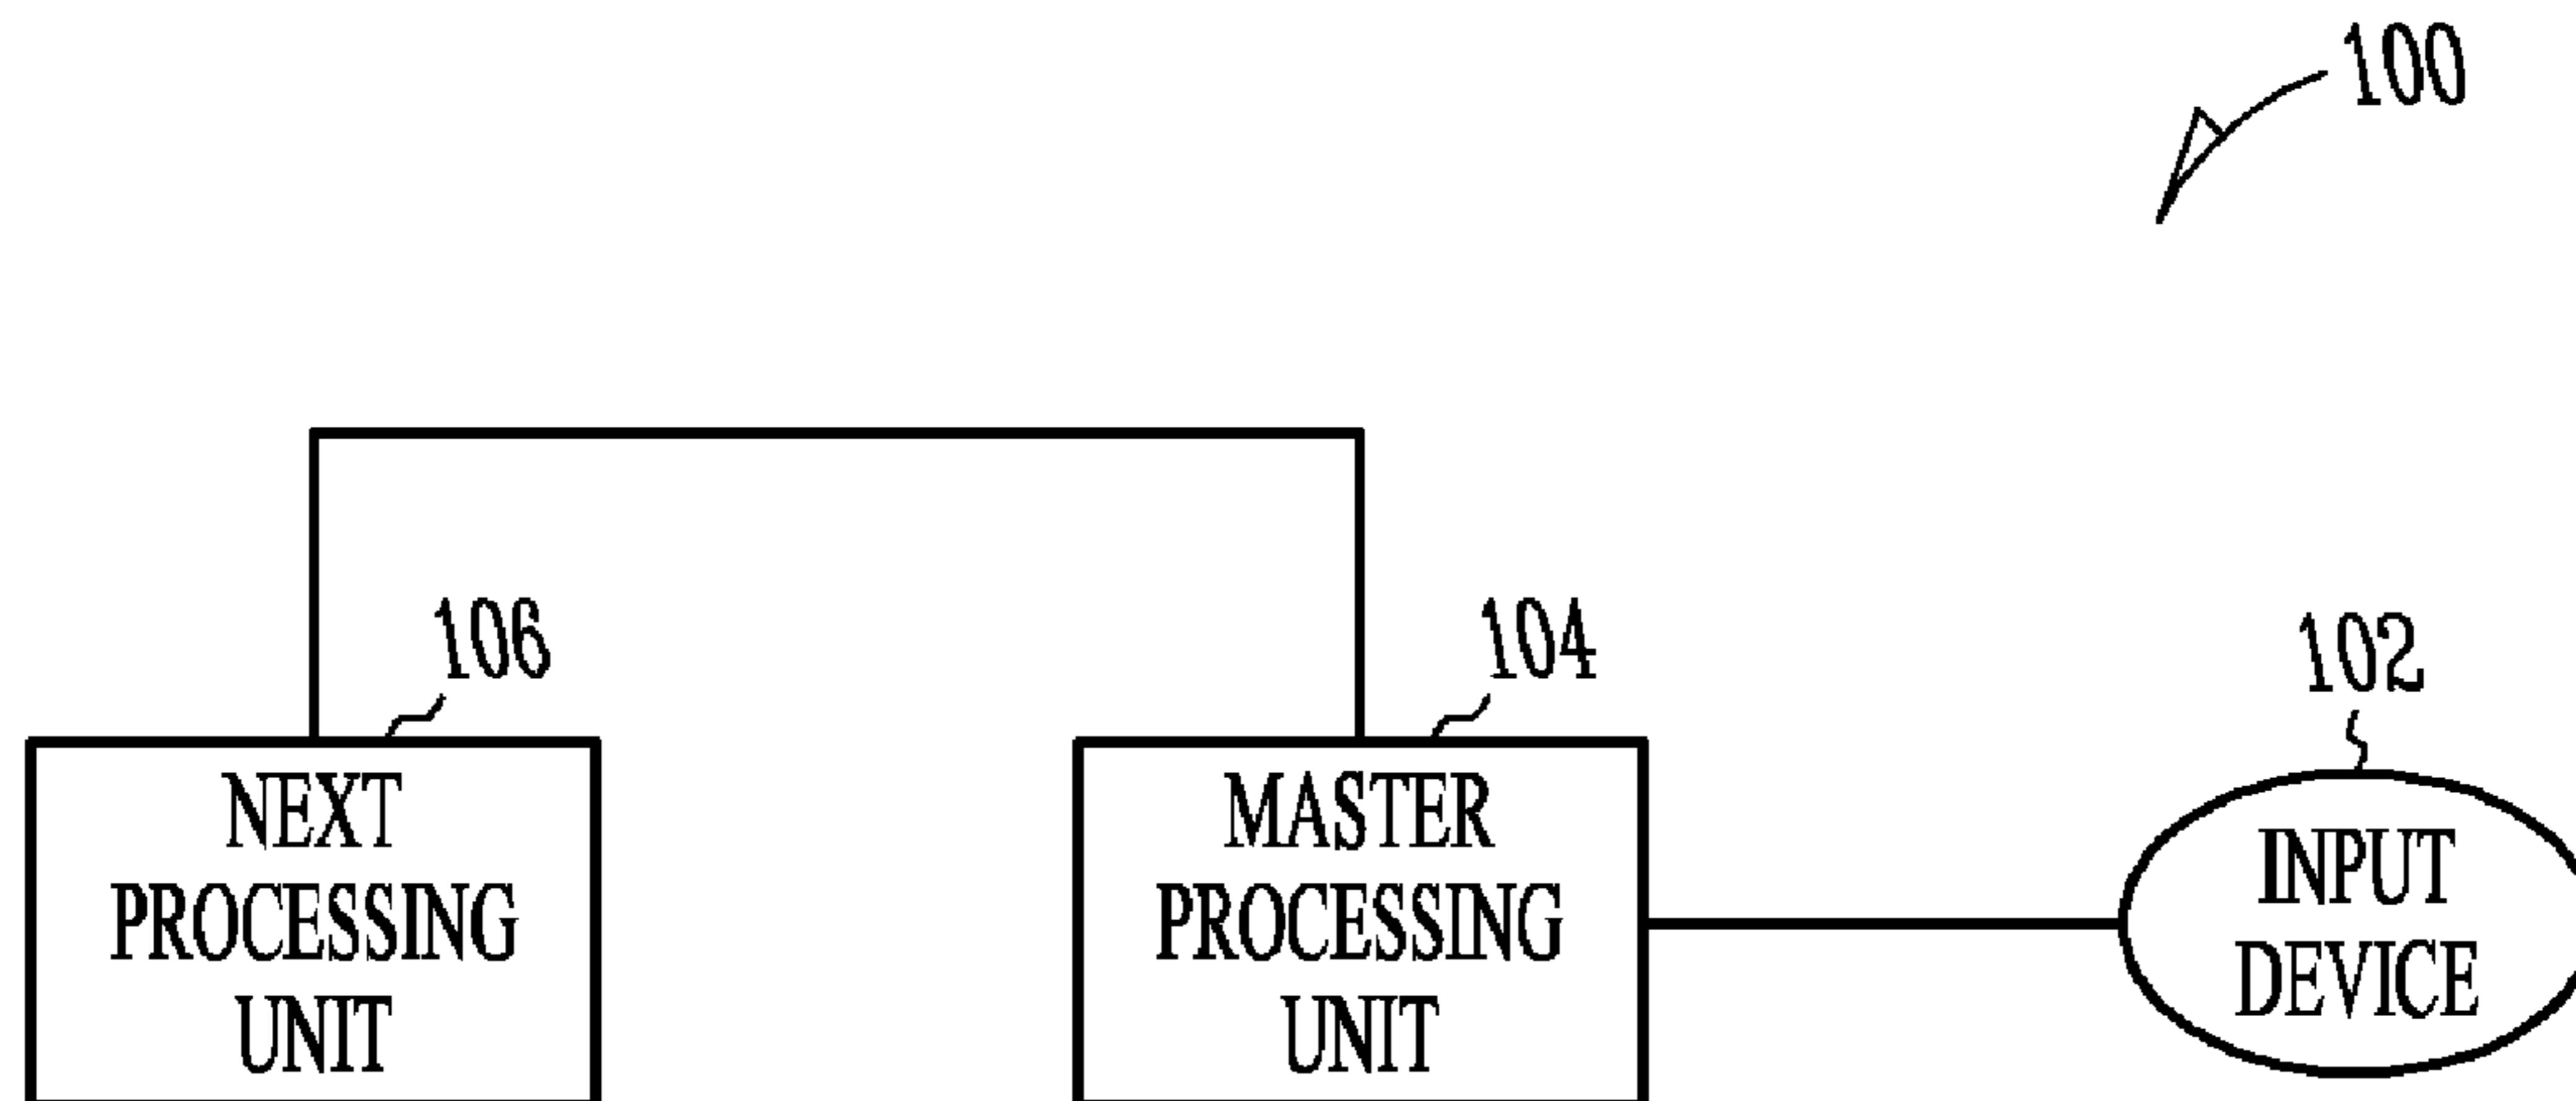 100
106
104
102
NEXT
PROCESSING
UNIT
MASTER
PROCESSING
UNIT
INPUT
DEVICE